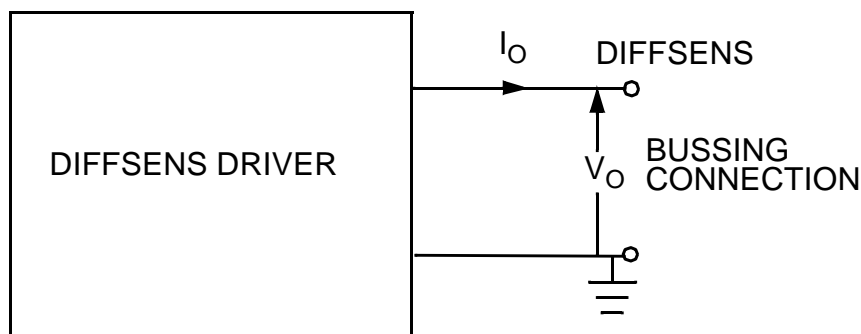 I_O
DIFFSENS
DIFFSENS DRIVER
V_O
BUSSING
CONNECTION